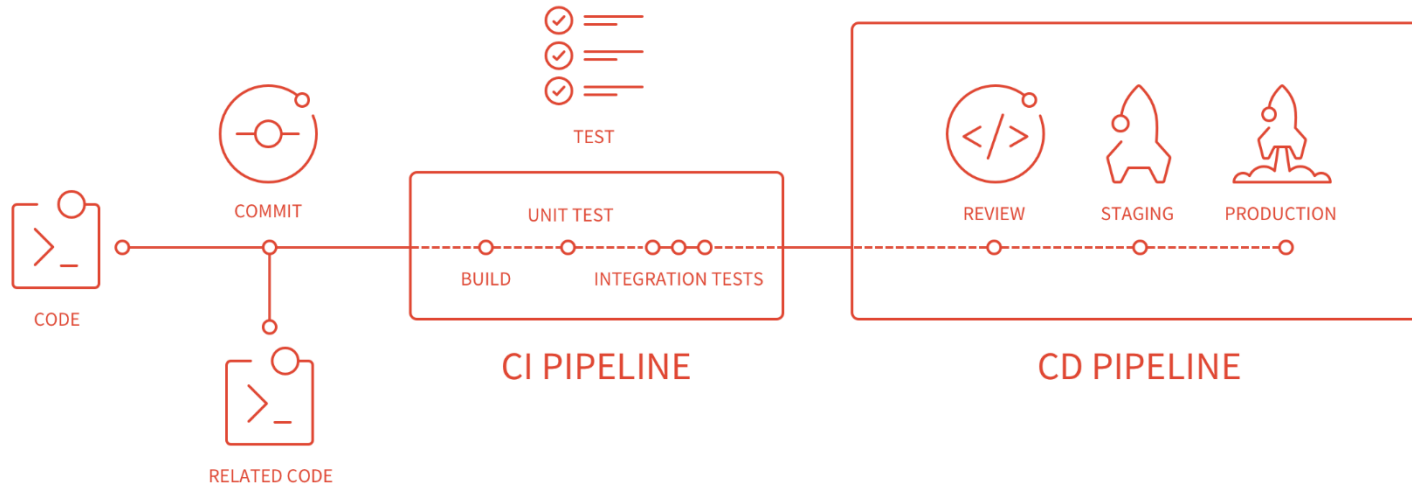 TEST
COMMIT
UNIT TEST
REVIEW
STAGING
PRODUCTION
BUILD
INTEGRATION TESTS
CODE
CI PIPELINE
CD PIPELINE
RELATED CODE